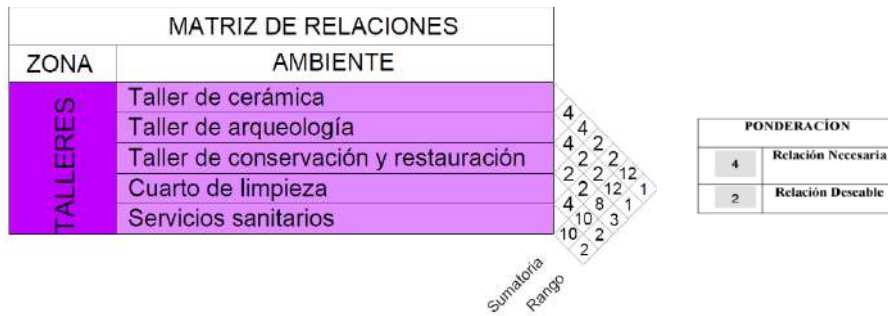 MATRIZ DE RELACIONES
ZONA AMBIENTE
TALLERES
Taller de cerámica
Taller de arqueología
Taller de conservación y restauración
Cuarto de limpieza
Servicios sanitarios
4
4
4 2
2 2
2 2 12
2 12 1
4 8 1
10 3
10 2
2
Sumatoria
Rango
PONDERACÍON
4 Relación Necesaria
2 Relación Deseable